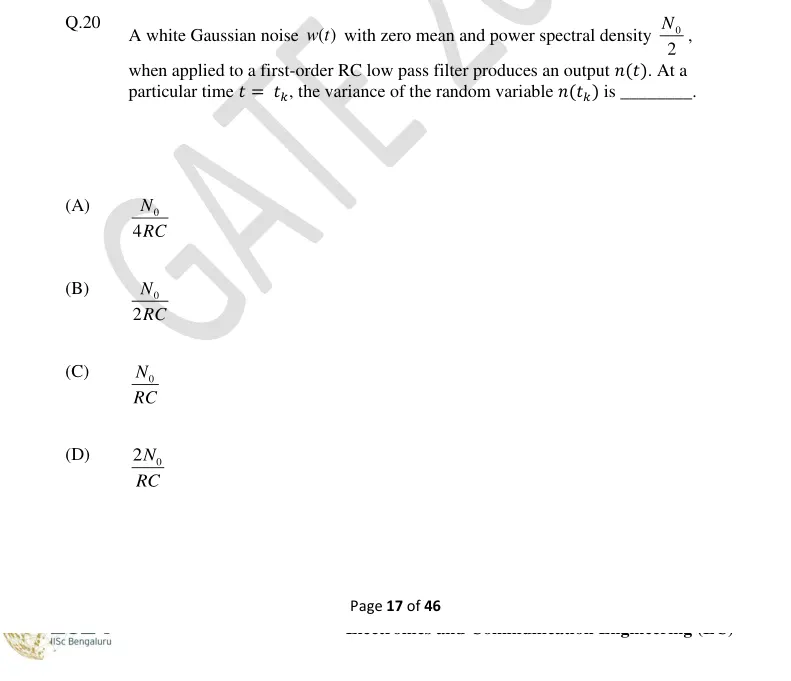 Q.20
A white Gaussian noise w(t) with zero mean and power spectral density N₀/2,
when applied to a first-order RC low pass filter produces an output n(t). At a
particular time t = tₖ, the variance of the random variable n(tₖ) is ________.
GATE 20
(A) N₀/4RC
(B) N₀/2RC
(C) N₀/RC
(D) 2N₀/RC
Page 17 of 46
IISc Bengaluru